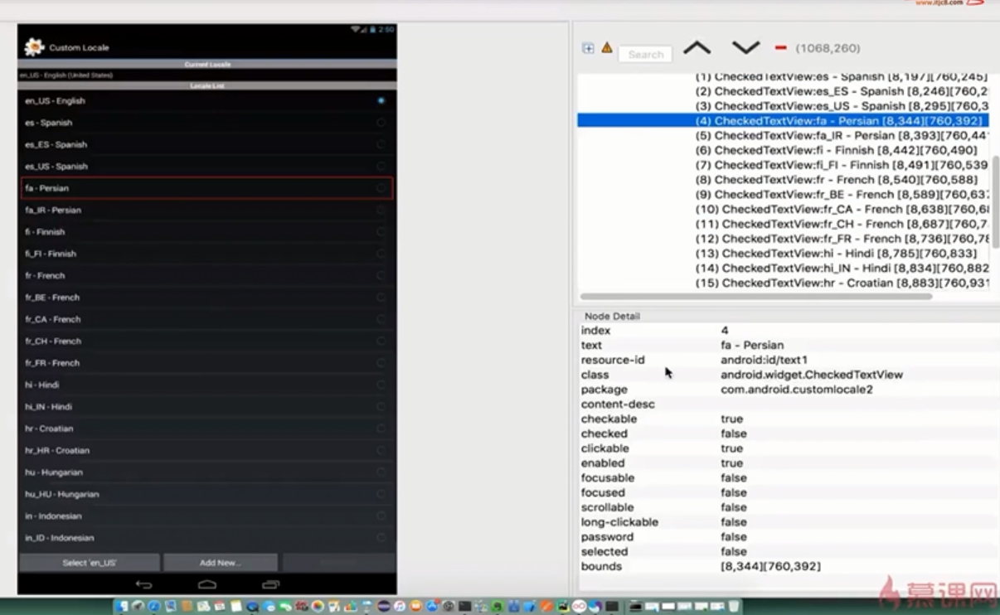 www.itjc8.com
2:50
Custom Locale
Current Locale
en_US - English (United States)
Locale List
en_US - English
es - Spanish
es_ES - Spanish
es_US - Spanish
fa - Persian
fa_IR - Persian
fi - Finnish
fi_FI - Finnish
fr - French
fr_BE - French
fr_CA - French
fr_CH - French
fr_FR - French
hi - Hindi
hi_IN - Hindi
hr - Croatian
hr_HR - Croatian
hu - Hungarian
hu_HU - Hungarian
in - Indonesian
in_ID - Indonesian
Select 'en_US'
Add New...
Search
(1068,260)
(1) CheckedTextView:es - Spanish [8,197][760,245]
(2) CheckedTextView:es_ES - Spanish [8,246][760,2
(3) CheckedTextView:es_US - Spanish [8,295][760,3
(4) CheckedTextView:fa - Persian [8,344][760,392]
(5) CheckedTextView:fa_IR - Persian [8,393][760,44
(6) CheckedTextView:fi - Finnish [8,442][760,490]
(7) CheckedTextView:fi_FI - Finnish [8,491][760,539
(8) CheckedTextView:fr - French [8,540][760,588]
(9) CheckedTextView:fr_BE - French [8,589][760,63
(10) CheckedTextView:fr_CA - French [8,638][760,6
(11) CheckedTextView:fr_CH - French [8,687][760,7
(12) CheckedTextView:fr_FR - French [8,736][760,78
(13) CheckedTextView:hi - Hindi [8,785][760,833]
(14) CheckedTextView:hi_IN - Hindi [8,834][760,882
(15) CheckedTextView:hr - Croatian [8,883][760,931
Node Detail
index 4
text fa - Persian
resource-id android:id/text1
class android.widget.CheckedTextView
package com.android.customlocale2
content-desc
checkable true
checked false
clickable true
enabled true
focusable false
focused false
scrollable false
long-clickable false
password false
selected false
bounds [8,344][760,392]
慕课网